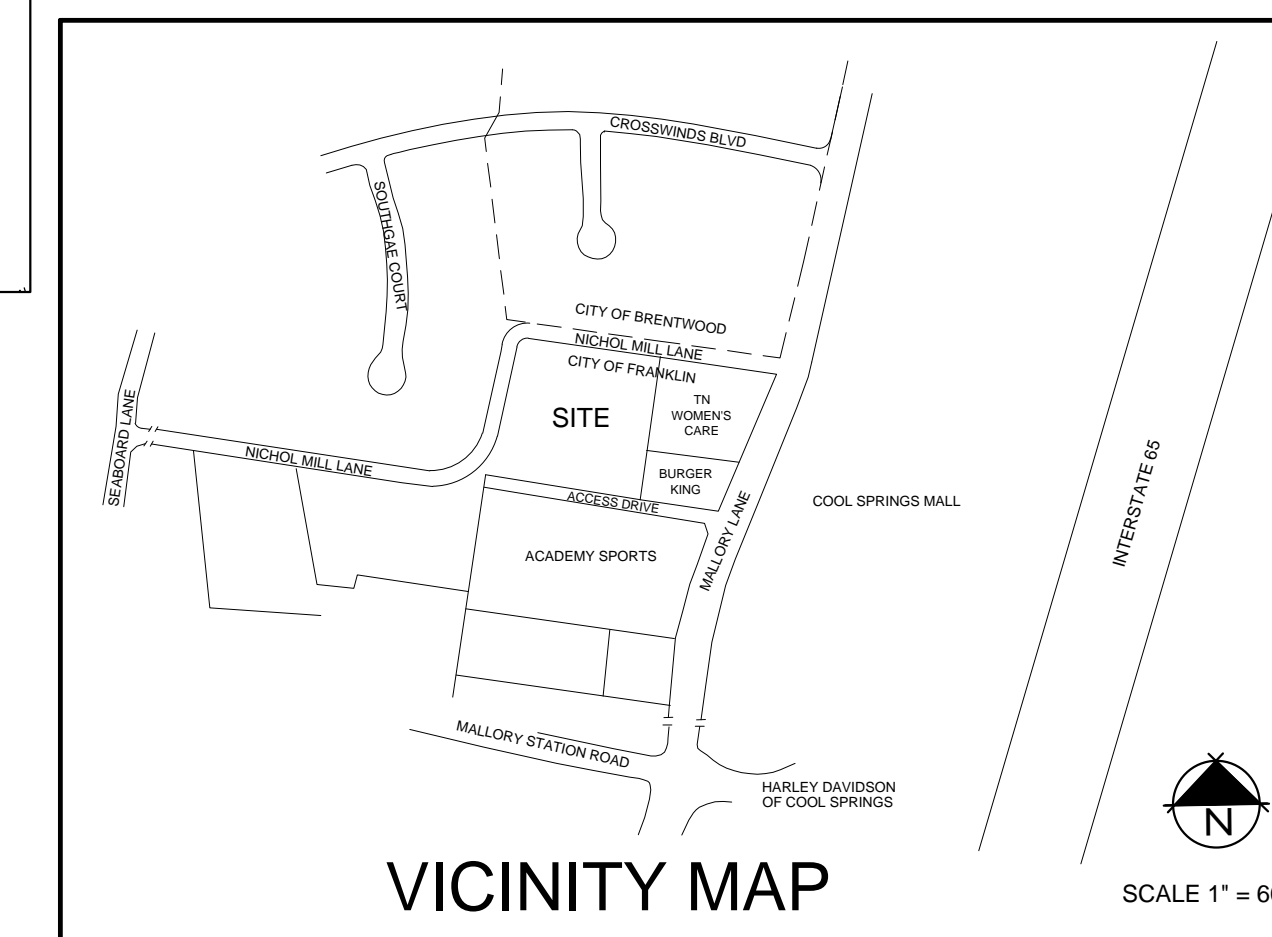 CROSSWINDS BLVD
SOUTHGAE COURT
CITY OF BRENTWOOD
NICHOL MILL LANE
CITY OF FRANKLIN
SITE
TN
WOMEN'S
CARE
SEABOARD LANE
NICHOL MILL LANE
BURGER
KING
ACCESS DRIVE
MALLORY LANE
COOL SPRINGS MALL
INTERSTATE 65
ACADEMY SPORTS
MALLORY STATION ROAD
HARLEY DAVIDSON
OF COOL SPRINGS
N
VICINITY MAP
SCALE 1" =